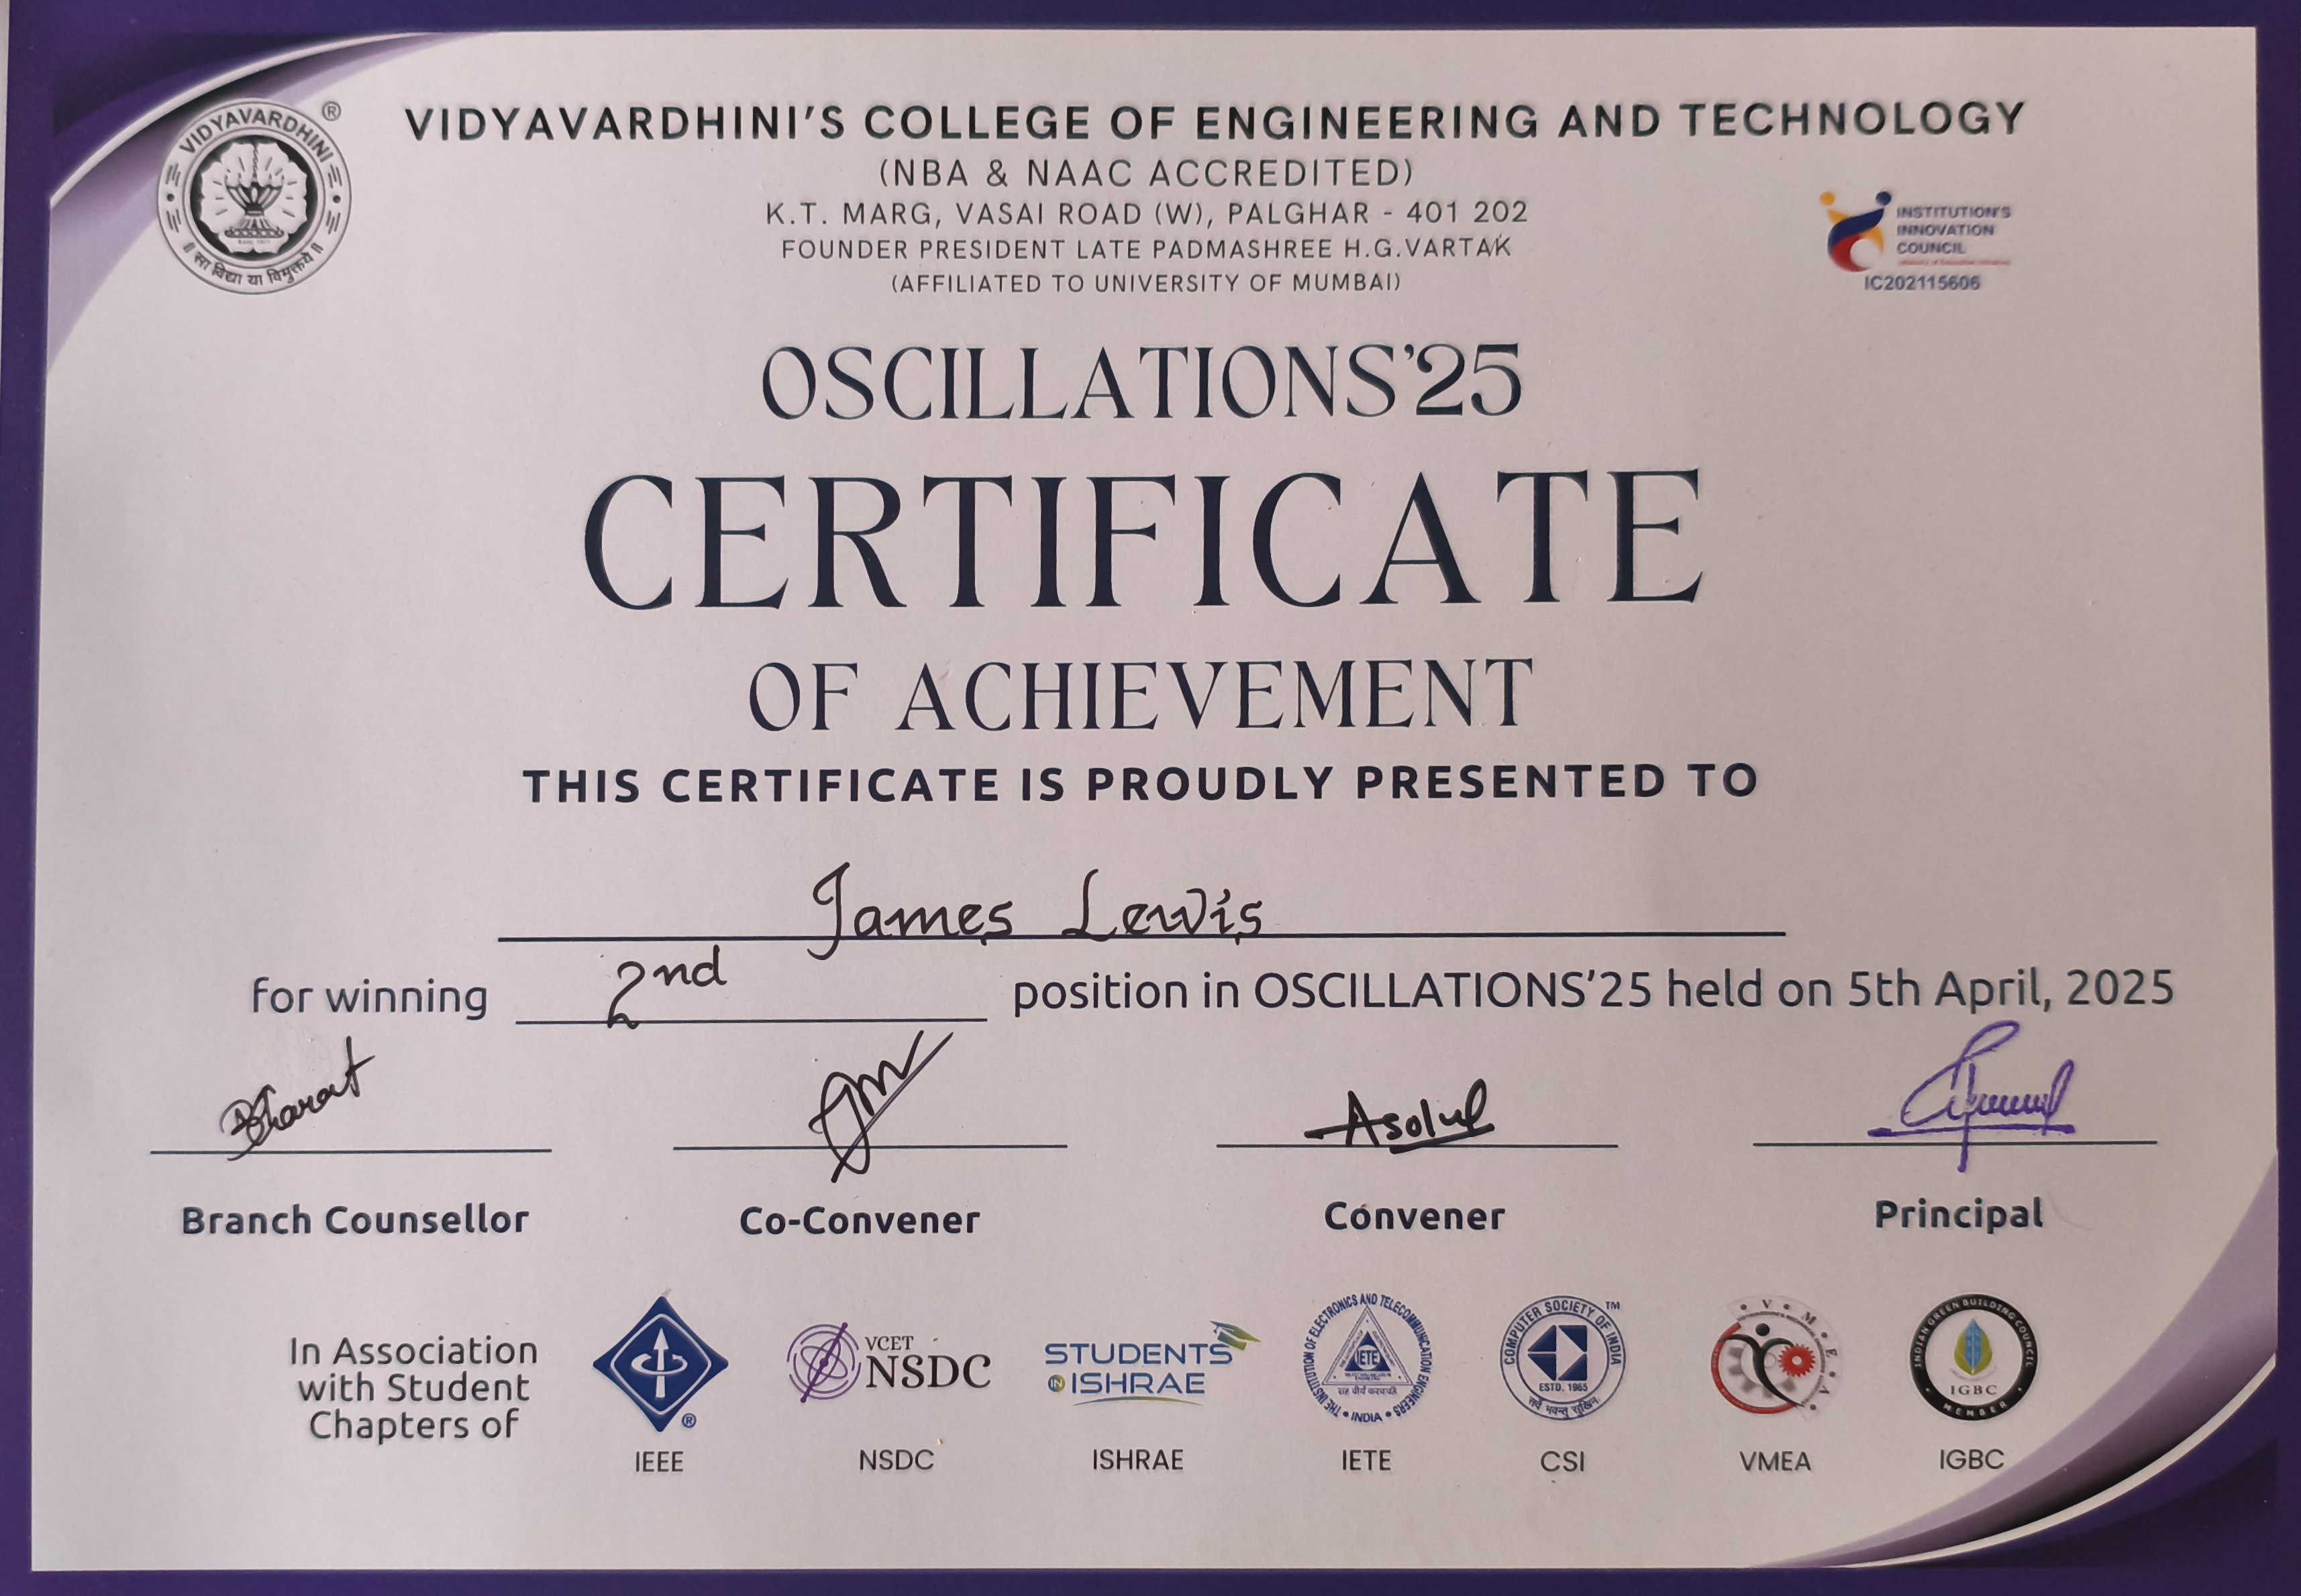 VIDYAVARDHINI ®
|| सा विद्या या विमुक्तये ||
VIDYAVARDHINI'S COLLEGE OF ENGINEERING AND TECHNOLOGY
(NBA & NAAC ACCREDITED)
K.T. MARG, VASAI ROAD (W), PALGHAR - 401 202
FOUNDER PRESIDENT LATE PADMASHREE H.G.VARTAK
(AFFILIATED TO UNIVERSITY OF MUMBAI)
INSTITUTION'S
INNOVATION
COUNCIL
IC202115606
OSCILLATIONS'25
CERTIFICATE
OF ACHIEVEMENT
THIS CERTIFICATE IS PROUDLY PRESENTED TO
James Lewis
for winning 2nd position in OSCILLATIONS'25 held on 5th April, 2025
Bharat
Branch Counsellor Co-Convener Convener Principal
In Association
with Student
Chapters of
®
VCET
NSDC
STUDENTS
IN ISHRAE
THE INSTITUTION OF ELECTRONICS AND TELECOMMUNICATION ENGINEERS
IETE
• INDIA •
COMPUTER SOCIETY OF INDIA ™
ESTD. 1965
• V • M • E • A •
INDIAN GREEN BUILDING COUNCIL
IGBC
• MEMBER •
IEEE NSDC ISHRAE IETE CSI VMEA IGBC